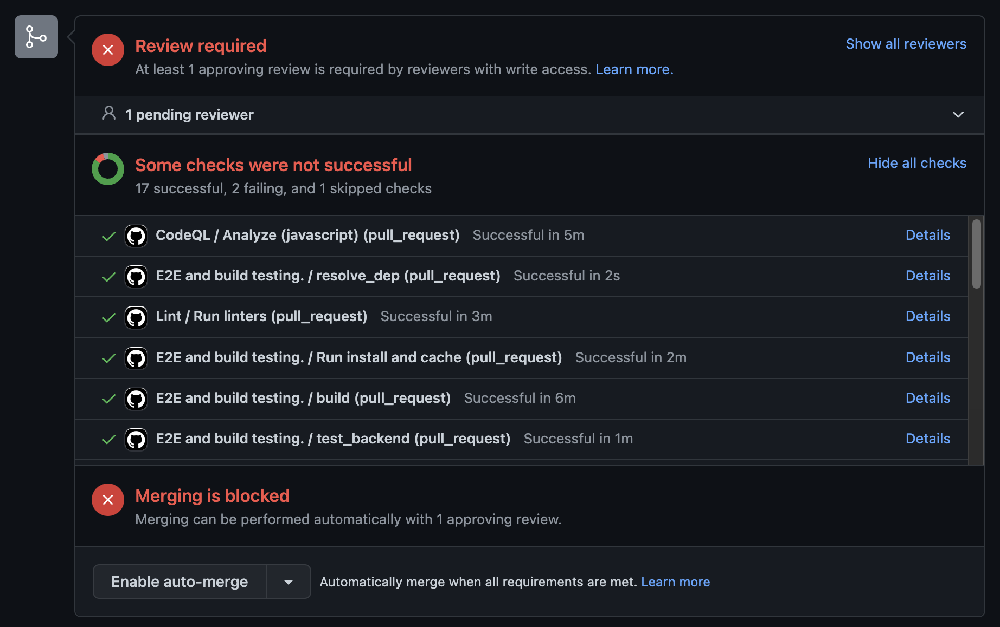 Review required
Show all reviewers
At least 1 approving review is required by reviewers with write access. Learn more.
1 pending reviewer
Some checks were not successful
Hide all checks
17 successful, 2 failing, and 1 skipped checks
CodeQL / Analyze (javascript) (pull_request) Successful in 5m Details
E2E and build testing. / resolve_dep (pull_request) Successful in 2s Details
Lint / Run linters (pull_request) Successful in 3m Details
E2E and build testing. / Run install and cache (pull_request) Successful in 2m Details
E2E and build testing. / build (pull_request) Successful in 6m Details
E2E and build testing. / test_backend (pull_request) Successful in 1m Details
Merging is blocked
Merging can be performed automatically with 1 approving review.
Enable auto-merge Automatically merge when all requirements are met. Learn more